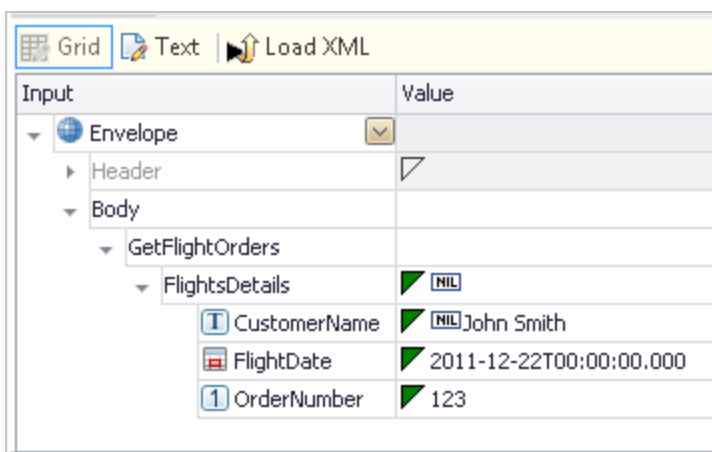 Grid Text Load XML
Input Value
Envelope
Header
Body
GetFlightOrders
FlightsDetails NIL
T CustomerName NIL John Smith
FlightDate 2011-12-22T00:00:00.000
1 OrderNumber 123